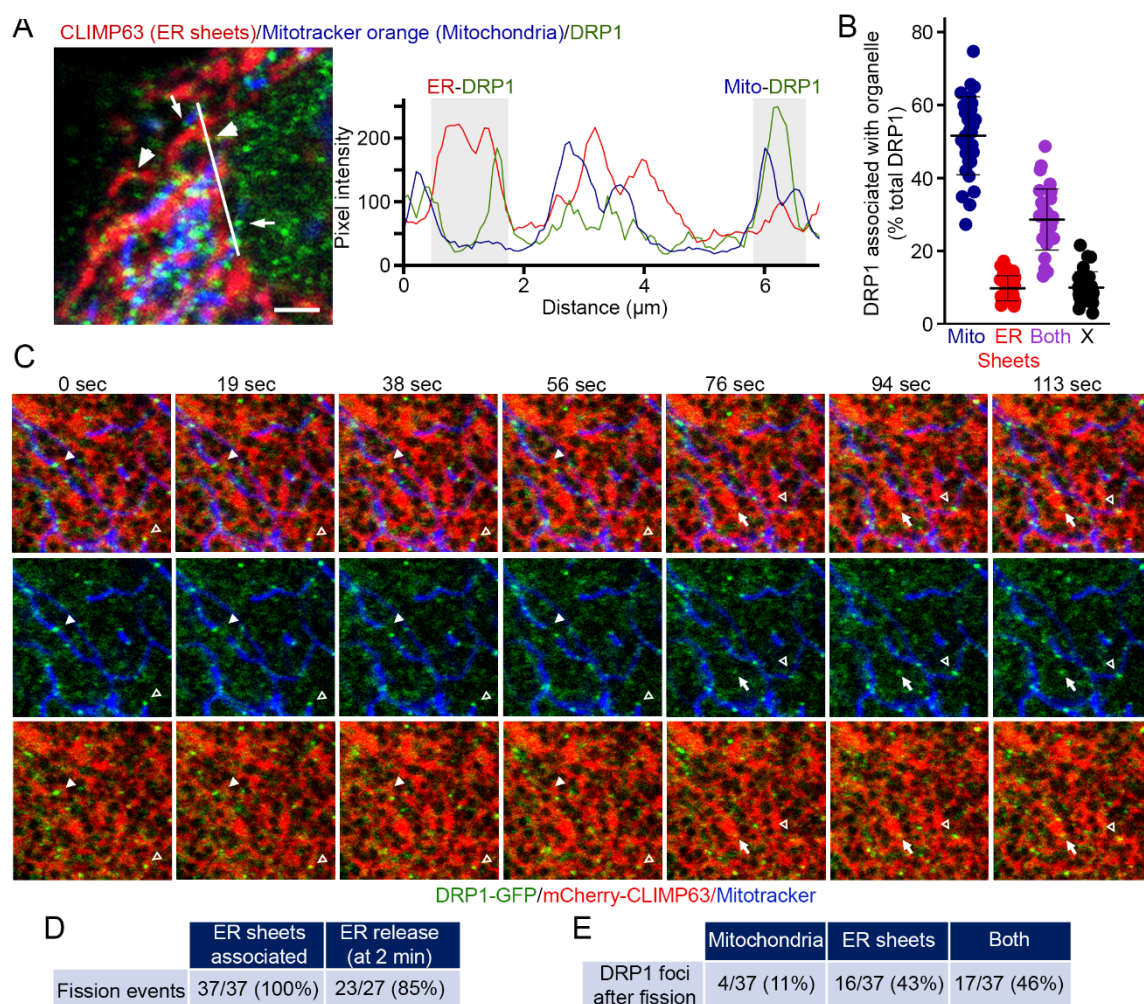 A
CLIMP63 (ER sheets)/Mitotracker orange (Mitochondria)/DRP1
ER-DRP1
Mito-DRP1
Pixel intensity
200
100
0
0
2
4
6
Distance (µm)
B
DRP1 associated with organelle
(% total DRP1)
80
60
40
20
0
Mito
ER
Both
X
Sheets
C
0 sec
19 sec
38 sec
56 sec
76 sec
94 sec
113 sec
DRP1-GFP/mCherry-CLIMP63/Mitotracker
D
ER sheets
associated
ER release
(at 2 min)
Fission events
37/37 (100%)
23/27 (85%)
E
Mitochondria
ER sheets
Both
DRP1 foci
after fission
4/37 (11%)
16/37 (43%)
17/37 (46%)